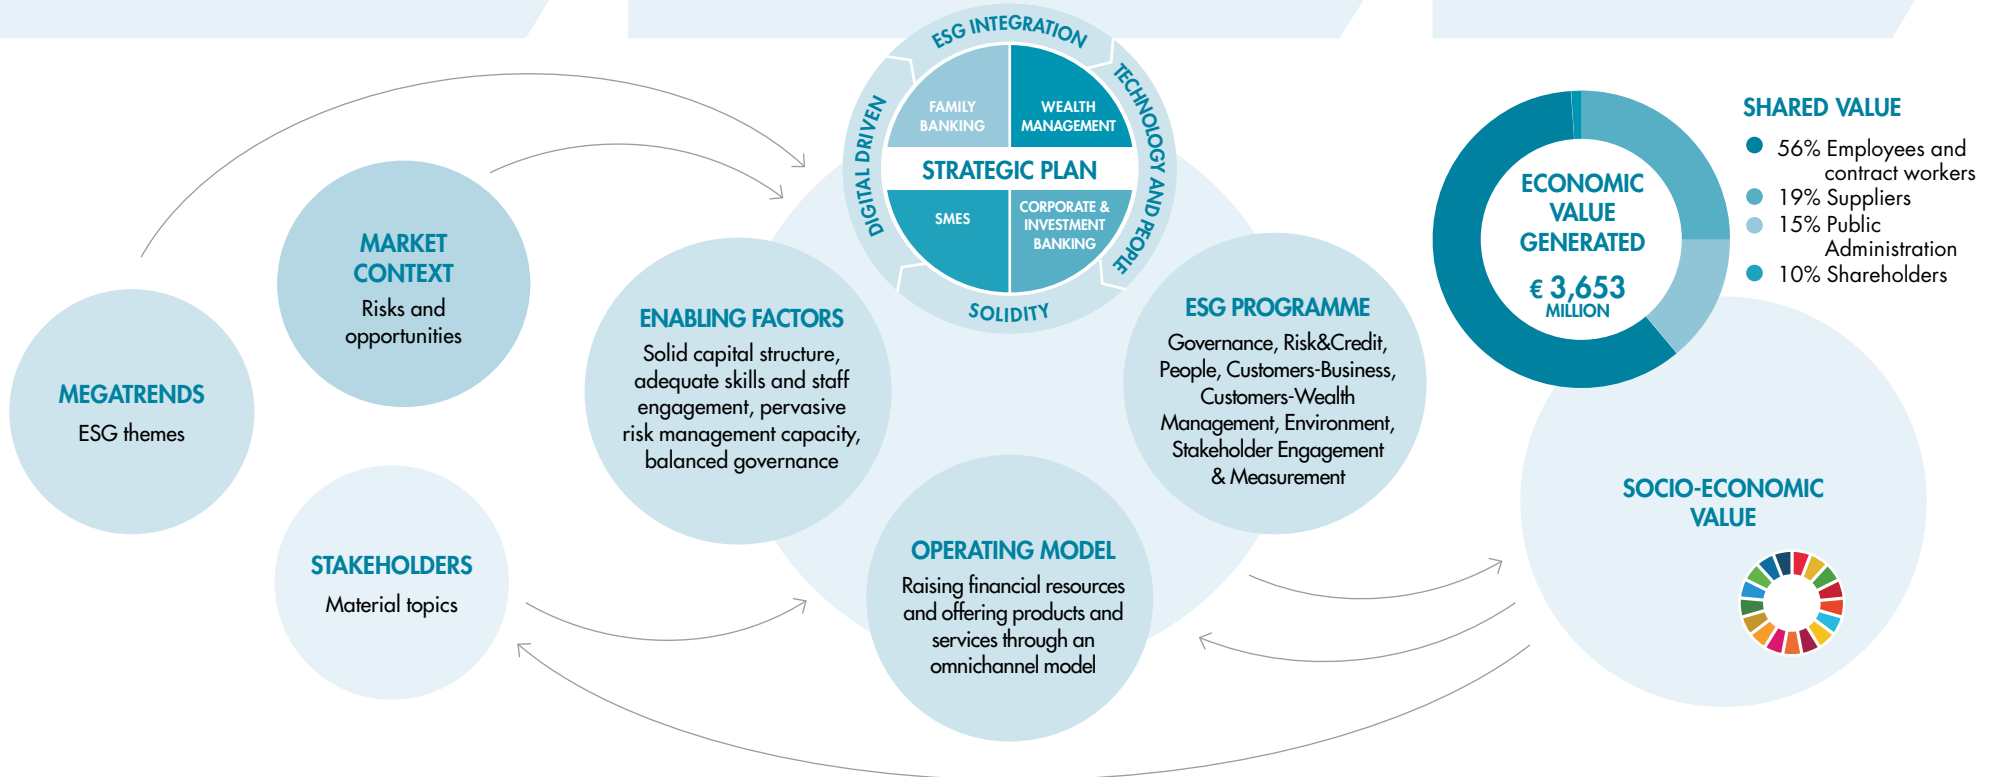 MEGATRENDS
ESG themes
MARKET
CONTEXT
Risks and
opportunities
STAKEHOLDERS
Material topics
ENABLING FACTORS
Solid capital structure,
adequate skills and staff
engagement, pervasive
risk management capacity,
balanced governance
ESG INTEGRATION
TECHNOLOGY AND PEOPLE
SOLIDITY
DIGITAL DRIVEN
FAMILY
BANKING
WEALTH
MANAGEMENT
STRATEGIC PLAN
SMES
CORPORATE &
INVESTMENT
BANKING
OPERATING MODEL
Raising financial resources
and offering products and
services through an
omnichannel model
ESG PROGRAMME
Governance, Risk&Credit,
People, Customers-Business,
Customers-Wealth
Management, Environment,
Stakeholder Engagement
& Measurement
ECONOMIC
VALUE
GENERATED
€ 3,653
MILLION
SHARED VALUE
56% Employees and
contract workers
19% Suppliers
15% Public
Administration
10% Shareholders
SOCIO-ECONOMIC
VALUE